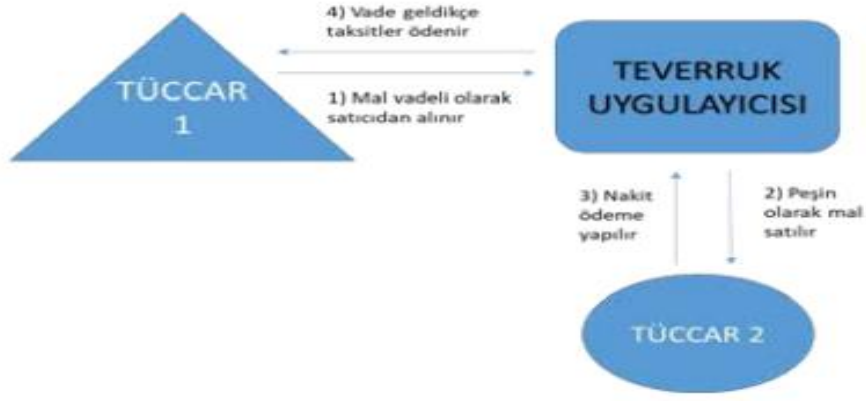 4) Vade geldikçe
taksitler ödenir
TÜCCAR
1
1) Mal vadeli olarak
satıcıdan alınır
TEVERRUK
UYGULAYICISI
3) Nakit
ödeme
yapılır
2) Peşin
olarak mal
satılır
TÜCCAR 2